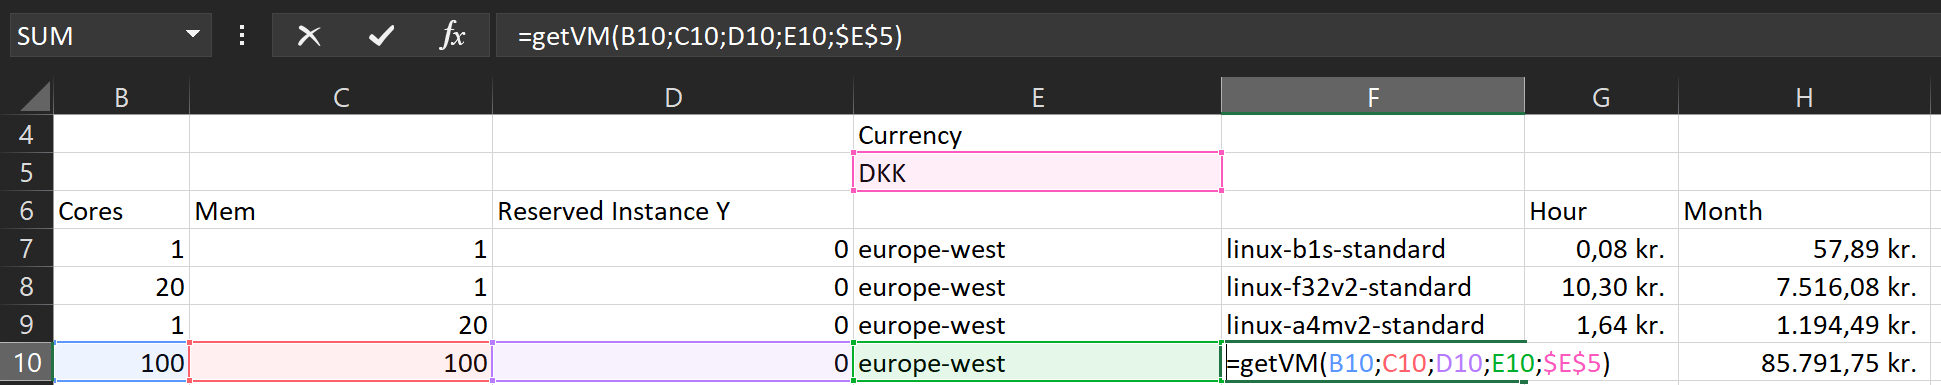 SUM fx =getVM(B10;C10;D10;E10;$E$5)
B C D E F G H
4 Currency
5 DKK
6 Cores Mem Reserved Instance Y Hour Month
7 1 1 0 europe-west linux-b1s-standard 0,08 kr. 57,89 kr.
8 20 1 0 europe-west linux-f32v2-standard 10,30 kr. 7.516,08 kr.
9 1 20 0 europe-west linux-a4mv2-standard 1,64 kr. 1.194,49 kr.
10 100 100 0 europe-west =getVM(B10;C10;D10;E10;$E$5) 85.791,75 kr.